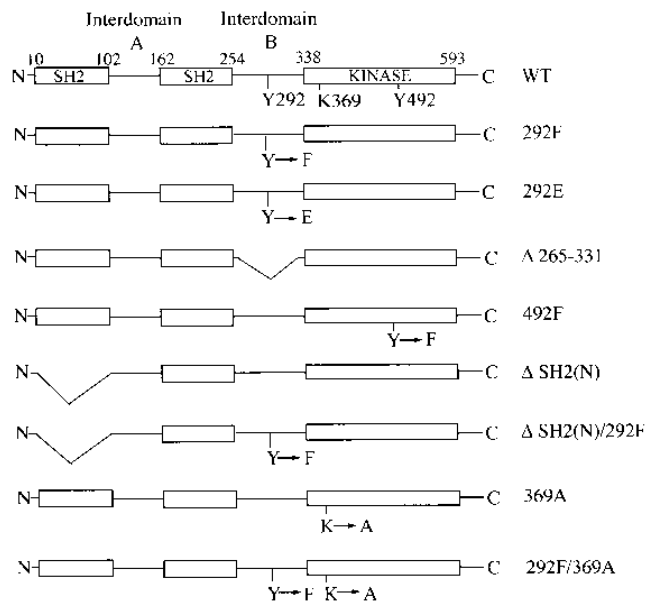 Interdomain Interdomain
A B
10 102 162 254 338 593
N SH2 SH2 KINASE C WT
Y292 K369 Y492
N C 292F
Y→F
N C 292E
Y→E
N C Δ 265-331
N C 492F
Y→F
N C Δ SH2(N)
N C Δ SH2(N)/292F
Y→F
N C 369A
K→A
N C 292F/369A
Y→F K→A